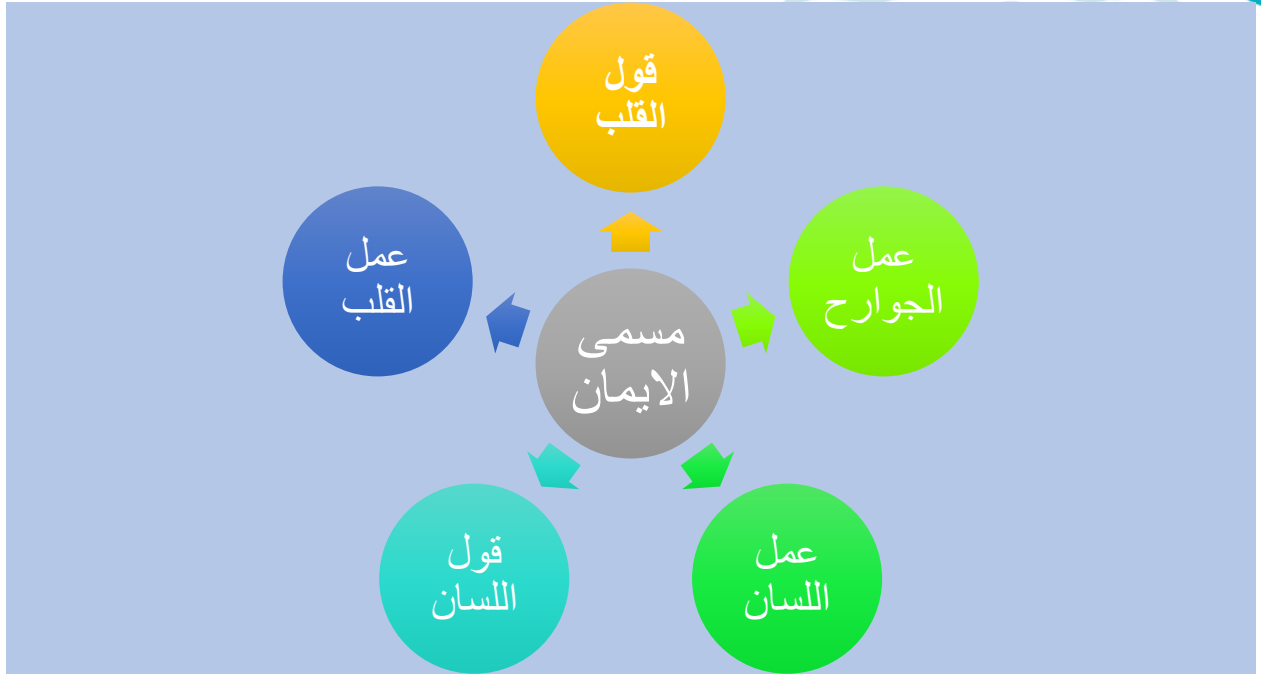 قول
القلب
عمل
الجوارح
عمل
القلب
مسمى
الايمان
عمل
اللسان
قول
اللسان